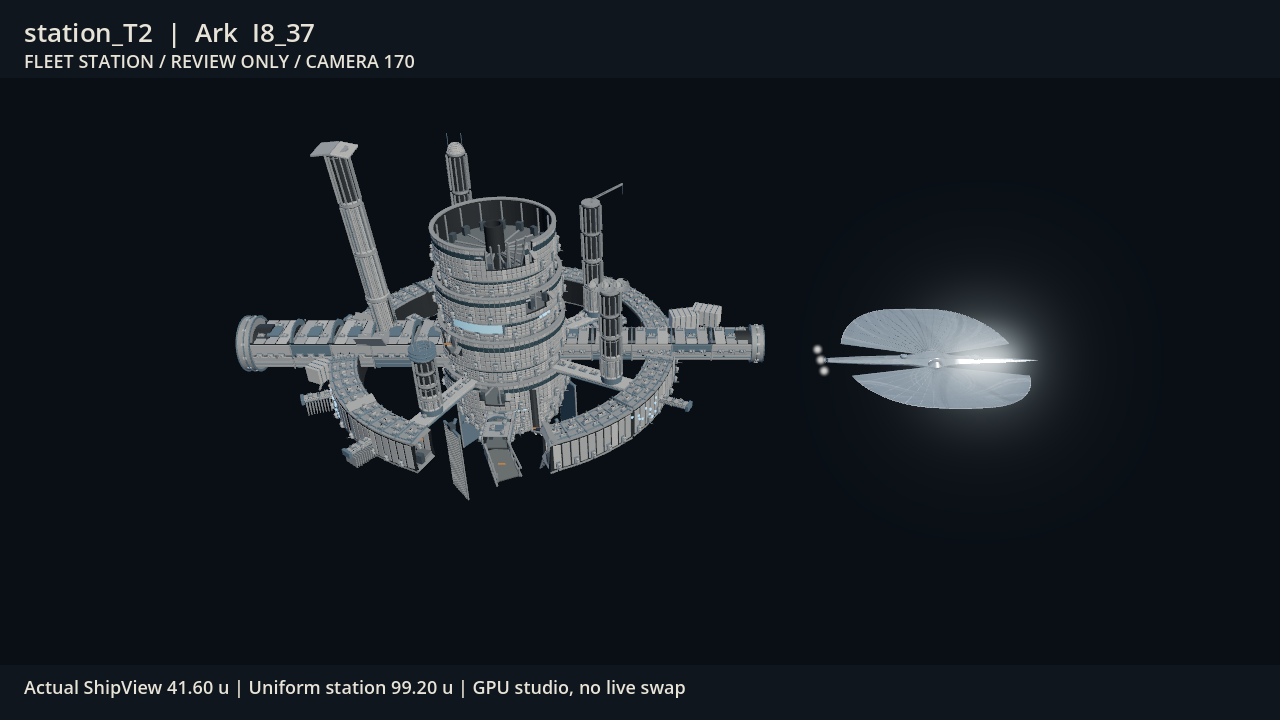 station_T2 | Ark I8_37
FLEET STATION / REVIEW ONLY / CAMERA 170
Actual ShipView 41.60 u | Uniform station 99.20 u | GPU studio, no live swap